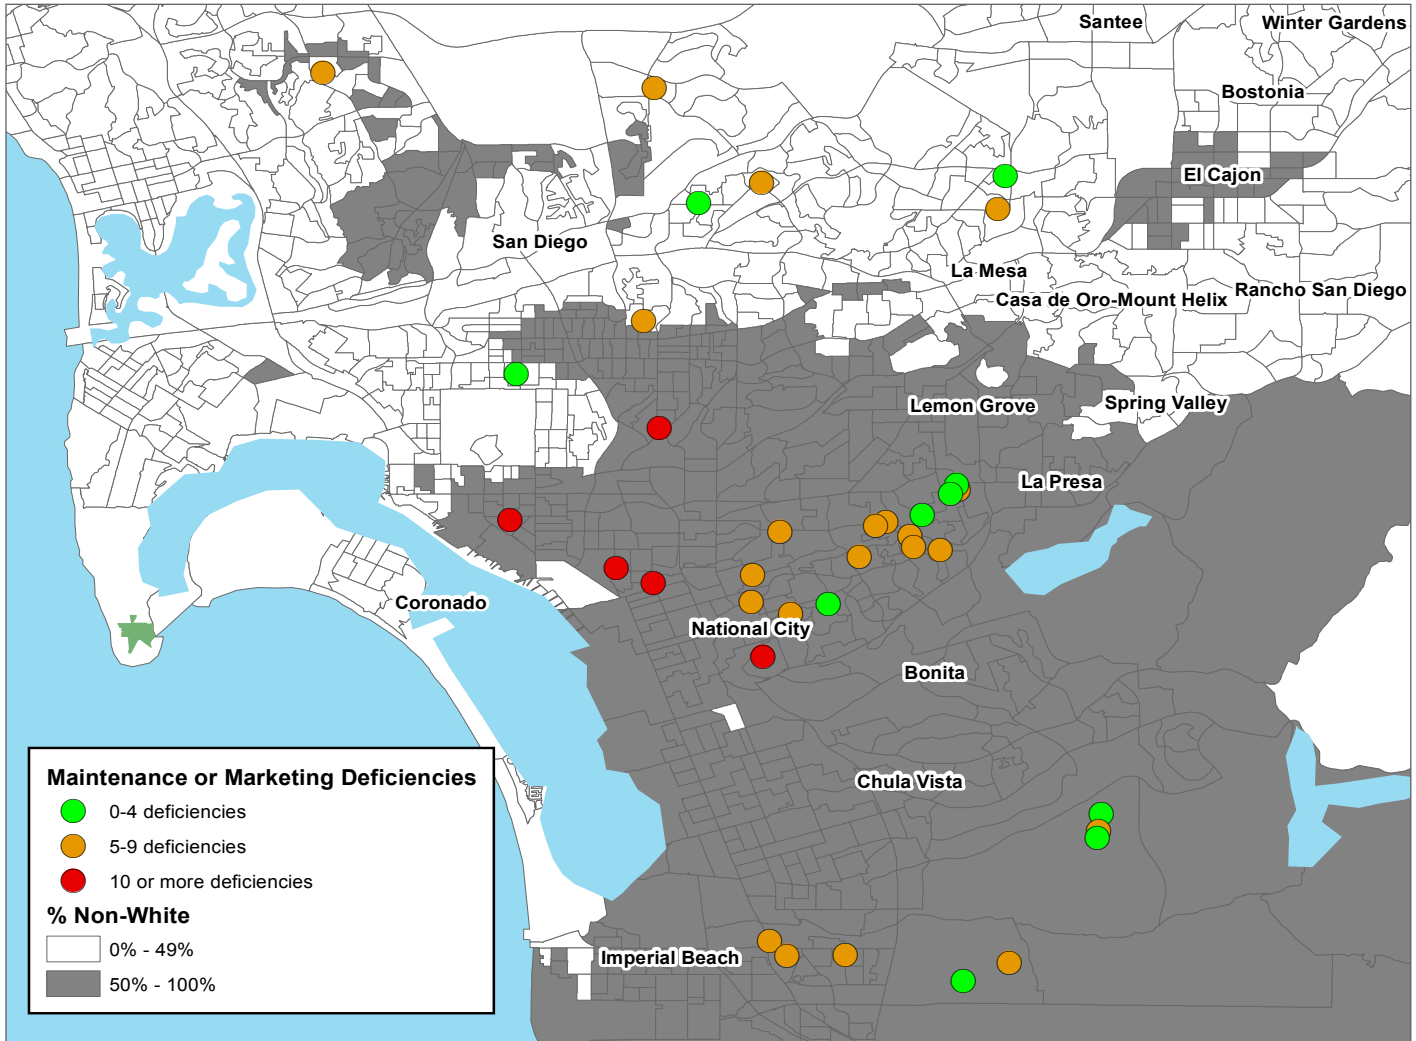 Santee
Winter Gardens
Bostonia
El Cajon
San Diego
La Mesa
Casa de Oro-Mount Helix
Rancho San Diego
Lemon Grove
Spring Valley
La Presa
Coronado
National City
Bonita
Chula Vista
Imperial Beach
Maintenance or Marketing Deficiencies
0-4 deficiencies
5-9 deficiencies
10 or more deficiencies
% Non-White
0% - 49%
50% - 100%